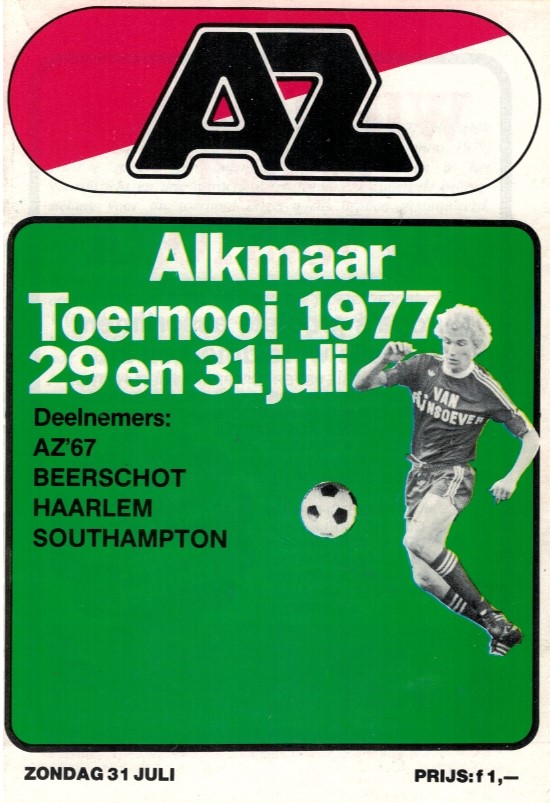 AZ
Alkmaar
Toernooi 1977
29 en 31 juli
Deelnemers:
AZ'67
BEERSCHOT
HAARLEM
SOUTHAMPTON
VAN
RIJNSOEVER
ZONDAG 31 JULI
PRIJS: f 1,—